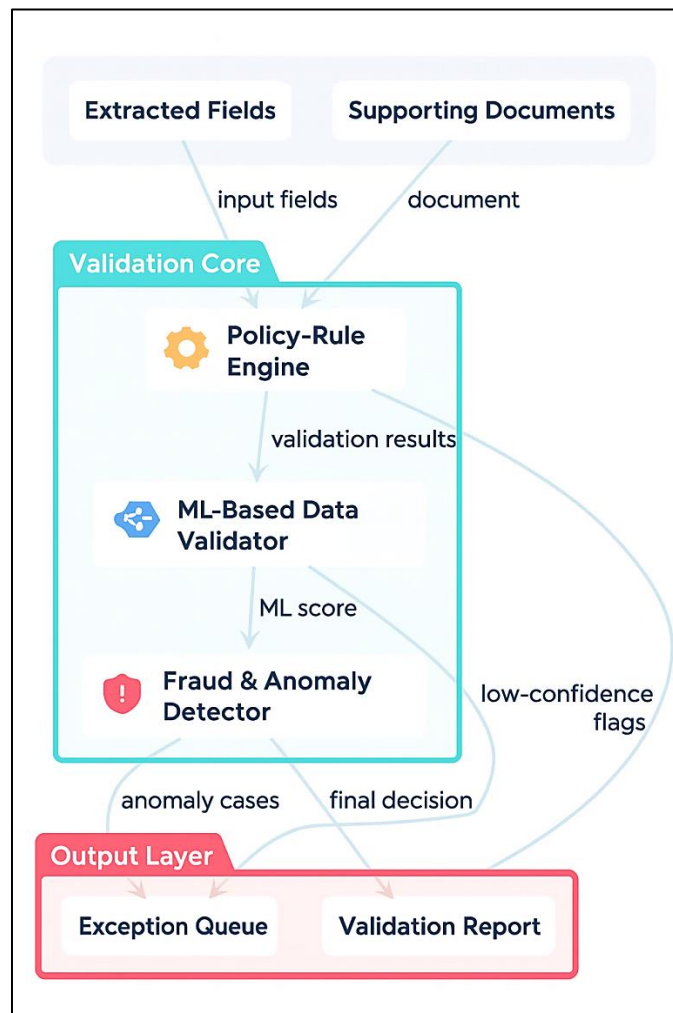 Extracted Fields
Supporting Documents
input fields
document
Validation Core
Policy-Rule
Engine
validation results
ML-Based Data
Validator
ML score
Fraud & Anomaly
Detector
low-confidence
flags
anomaly cases
final decision
Output Layer
Exception Queue
Validation Report